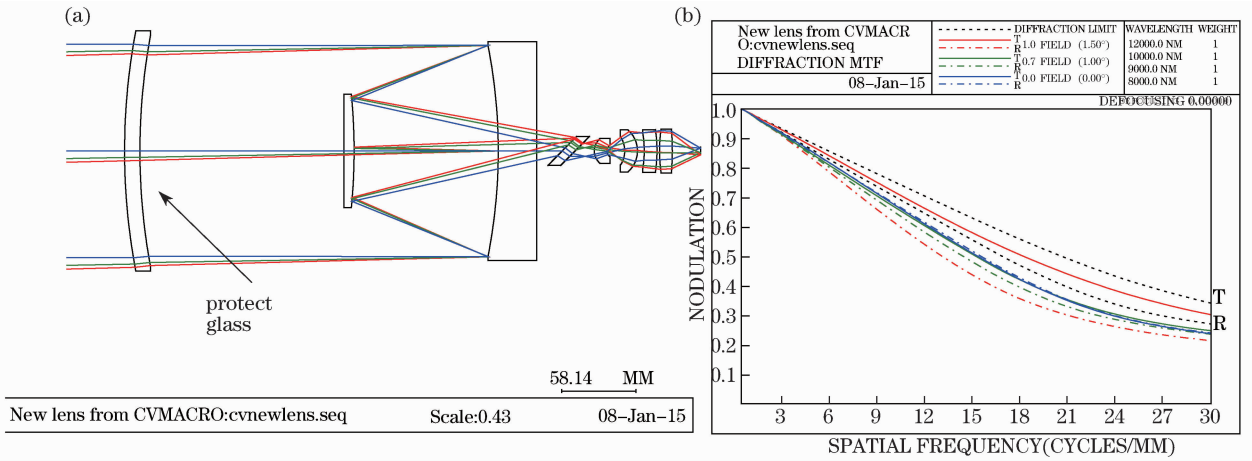 (a)
protect
glass
58.14 MM
New lens from CVMACRO:cvnewlens.seq Scale:0.43 08-Jan-15
(b)
New lens from CVMACR
O:cvnewlens.seq
DIFFRACTION MTF
08-Jan-15
DIFFRACTION LIMIT
T
R 1.0 FIELD (1.50°)
T
R 0.7 FIELD (1.00°)
T
R 0.0 FIELD (0.00°)
WAVELENGTH WEIGHT
12000.0 NM 1
10000.0 NM 1
9000.0 NM 1
8000.0 NM 1
DEFOCUSING 0.00000
NODULATION
1.0
0.9
0.8
0.7
0.6
0.5
0.4
0.3
0.2
0.1
T
R
3 6 9 12 15 18 21 24 27 30
SPATIAL FREQUENCY(CYCLES/MM)